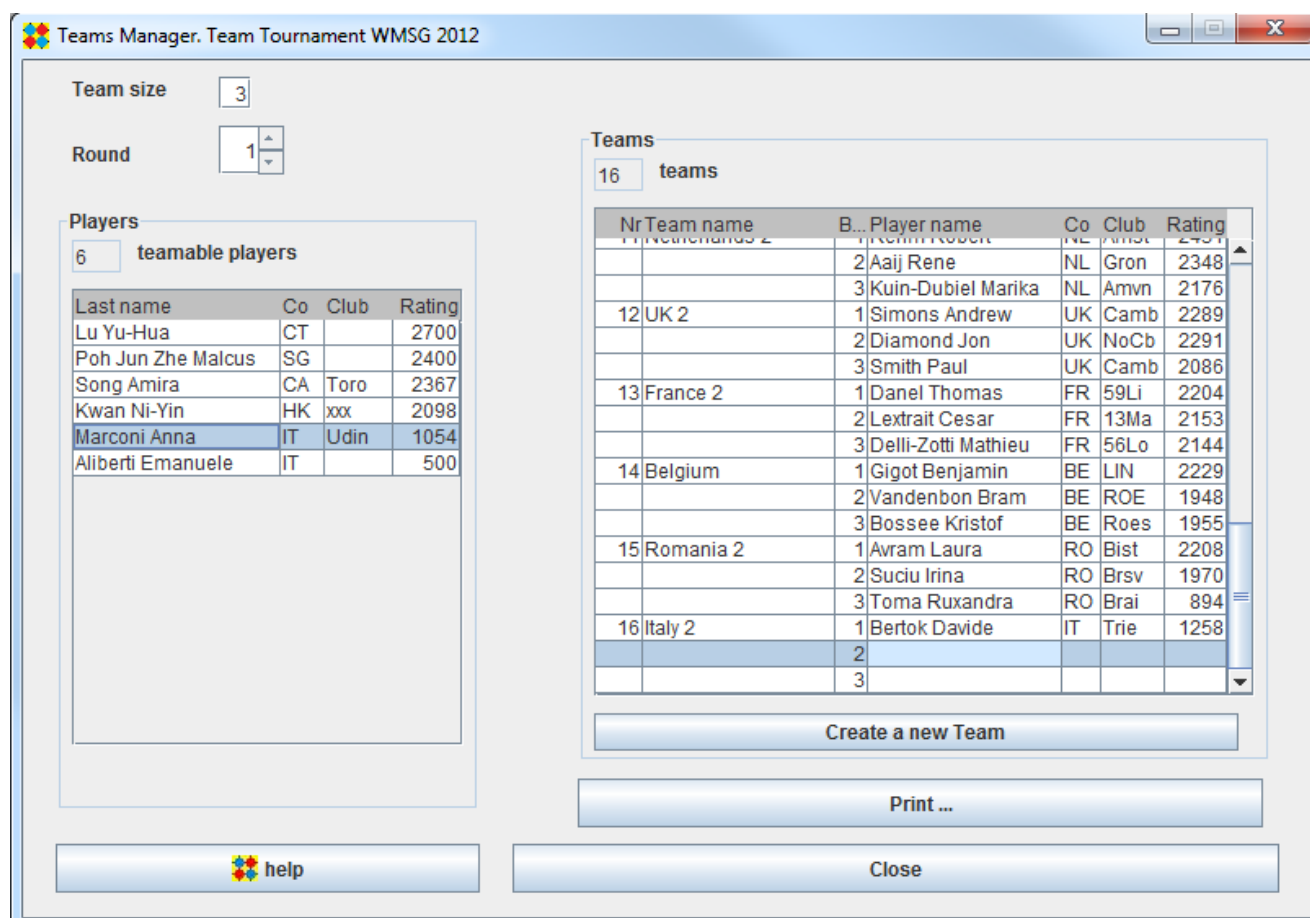 Teams Manager. Team Tournament WMSG 2012
Team size 3
Round 1
Players
6 teamable players
Last name Co Club Rating
Lu Yu-Hua CT 2700
Poh Jun Zhe Malcus SG 2400
Song Amira CA Toro 2367
Kwan Ni-Yin HK xxx 2098
Marconi Anna IT Udin 1054
Aliberti Emanuele IT 500
Teams
16 teams
Nr Team name B... Player name Co Club Rating
2 Aaij Rene NL Gron 2348
3 Kuin-Dubiel Marika NL Amvn 2176
12 UK 2 1 Simons Andrew UK Camb 2289
2 Diamond Jon UK NoCb 2291
3 Smith Paul UK Camb 2086
13 France 2 1 Danel Thomas FR 59Li 2204
2 Lextrait Cesar FR 13Ma 2153
3 Delli-Zotti Mathieu FR 56Lo 2144
14 Belgium 1 Gigot Benjamin BE LIN 2229
2 Vandenbon Bram BE ROE 1948
3 Bossee Kristof BE Roes 1955
15 Romania 2 1 Avram Laura RO Bist 2208
2 Suciu Irina RO Brsv 1970
3 Toma Ruxandra RO Brai 894
16 Italy 2 1 Bertok Davide IT Trie 1258
2
3
Create a new Team
Print ...
help
Close